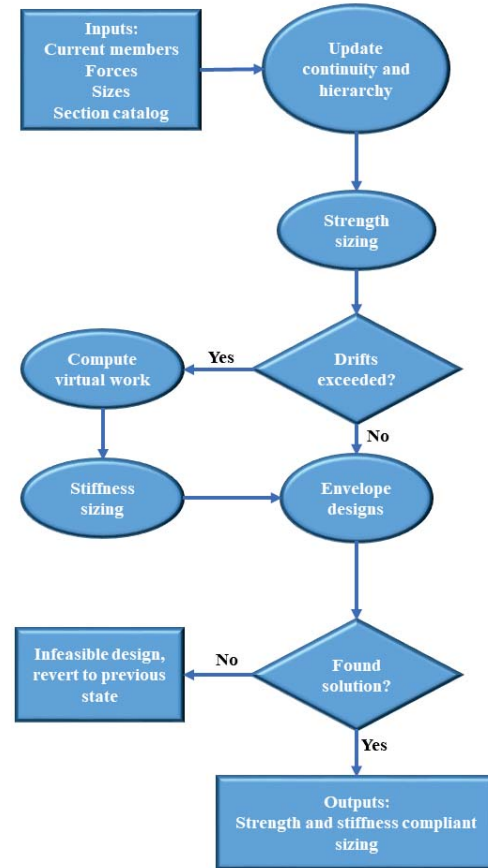 Inputs:
Current members
Forces
Sizes
Section catalog
Update
continuity and
hierarchy
Strength
sizing
Drifts
exceeded?
Yes
No
Compute
virtual work
Stiffness
sizing
Envelope
designs
Found
solution?
No
Yes
Infeasible design,
revert to previous
state
Outputs:
Strength and stiffness compliant
sizing